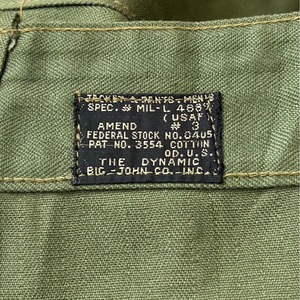 JACKET & PANTS-MEN'S
SPEC. # MIL-L 4889
(USAF)
AMEND # 3
FEDERAL STOCK NO. 8405
PAT NO. 3554 COTTON
OD. U.S.
THE DYNAMIC
BIG-JOHN CO. INC.